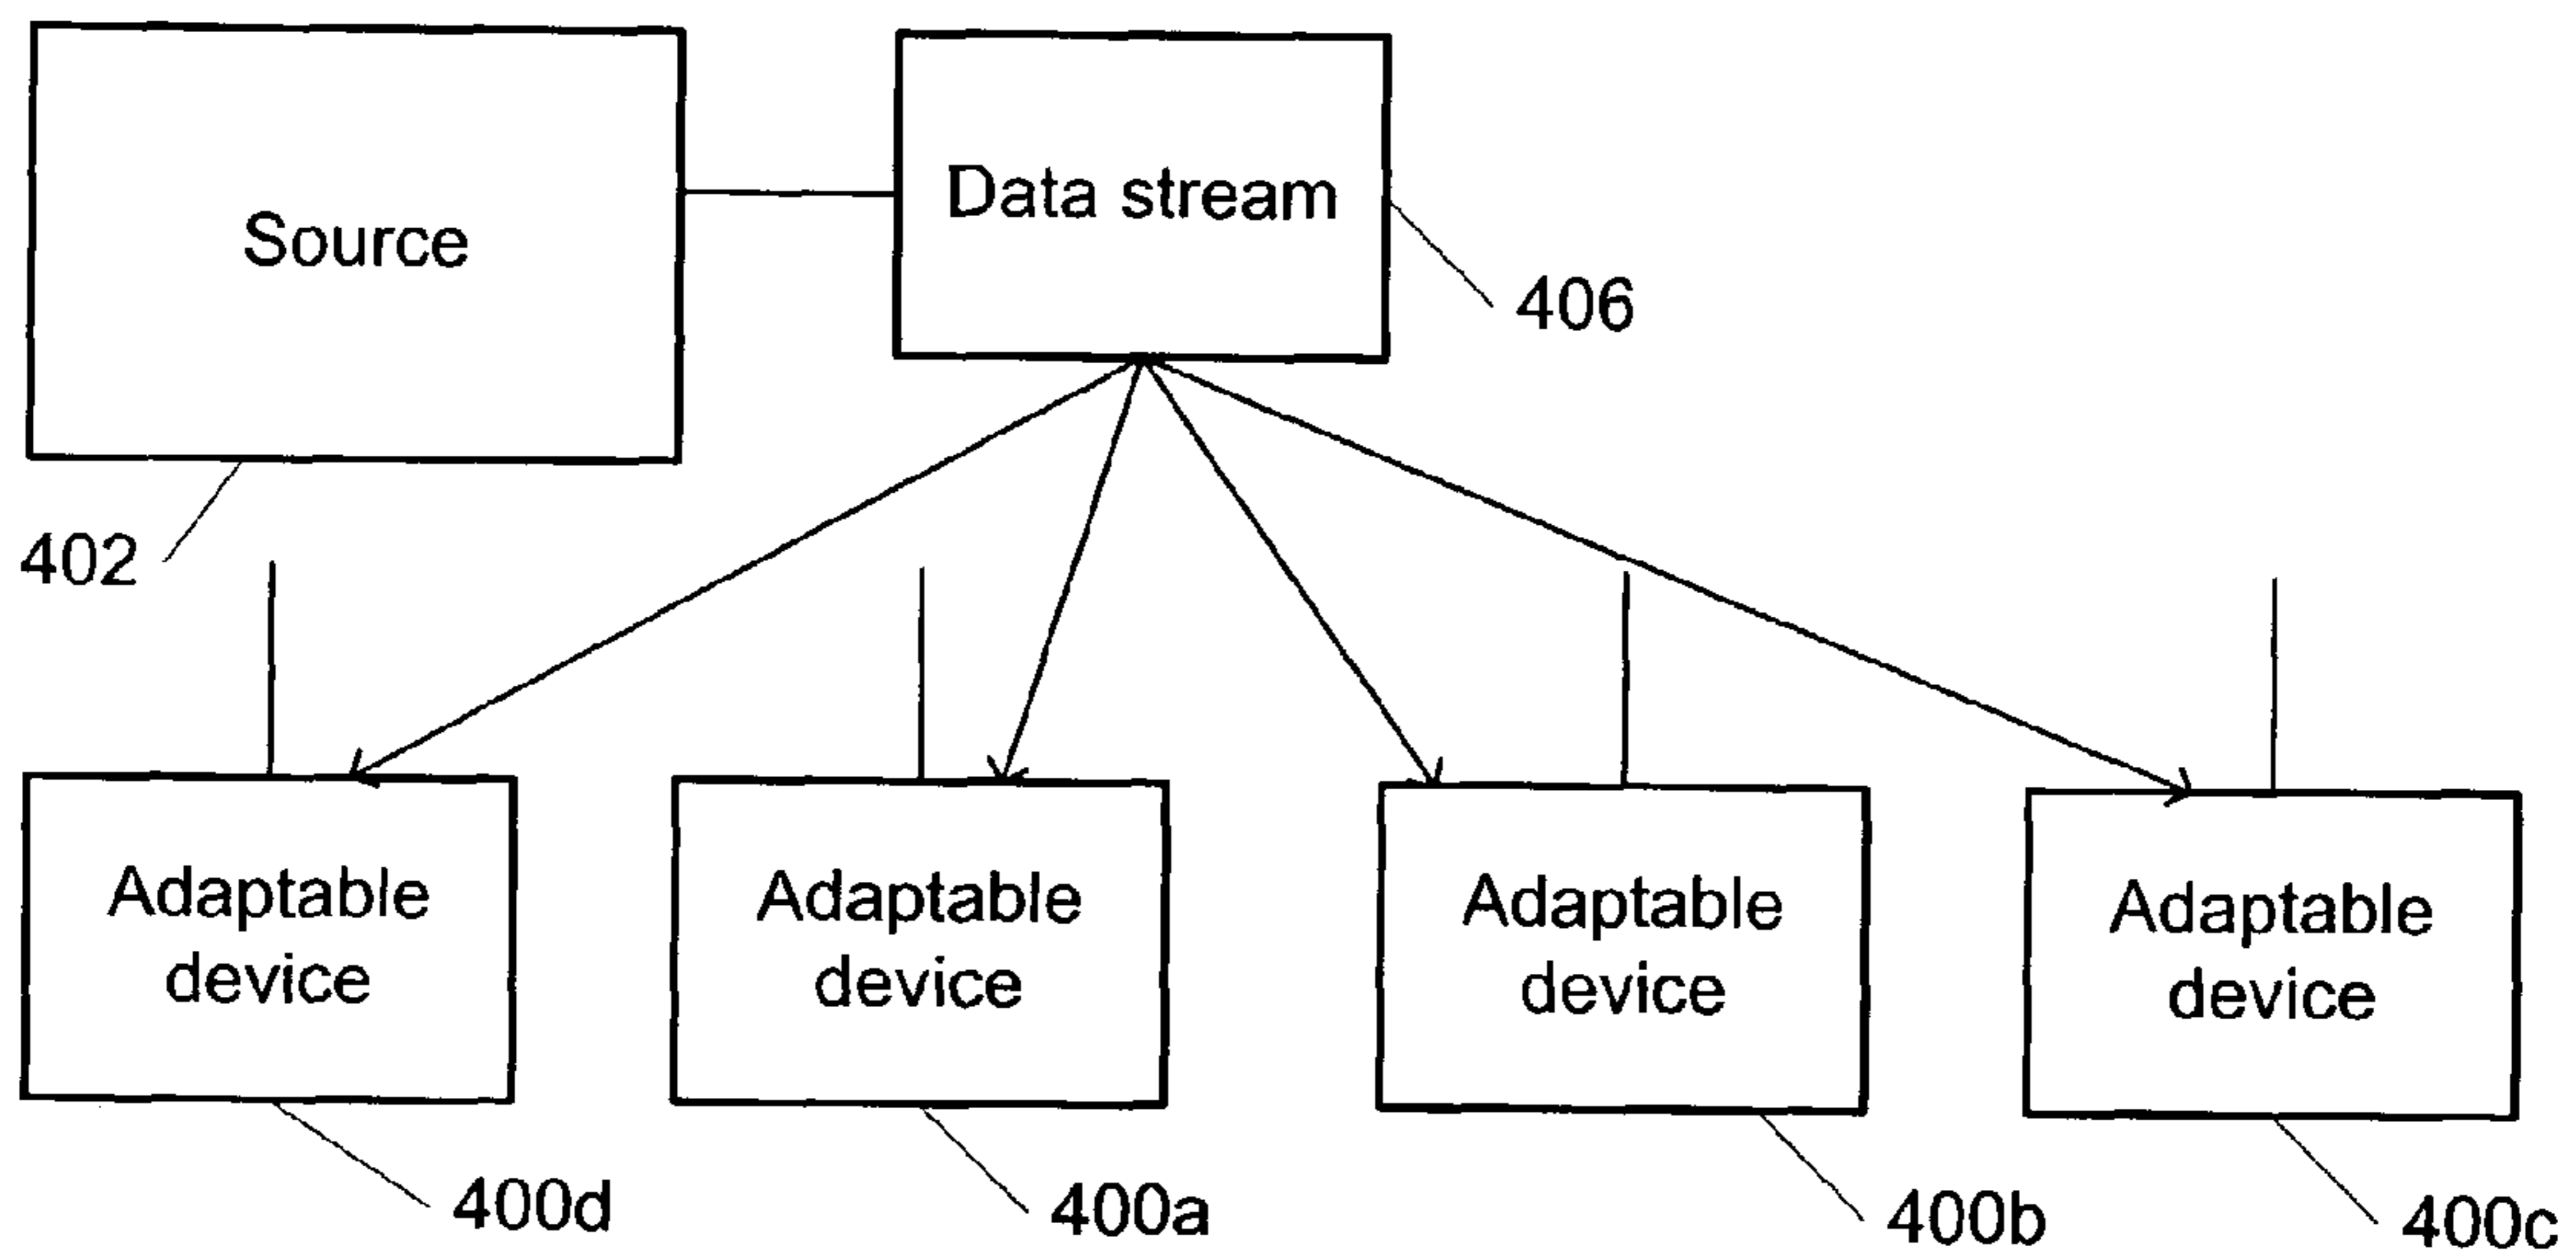 Source
Data stream
406
402
Adaptable
device
Adaptable
device
Adaptable
device
Adaptable
device
400d
400a
400b
400c